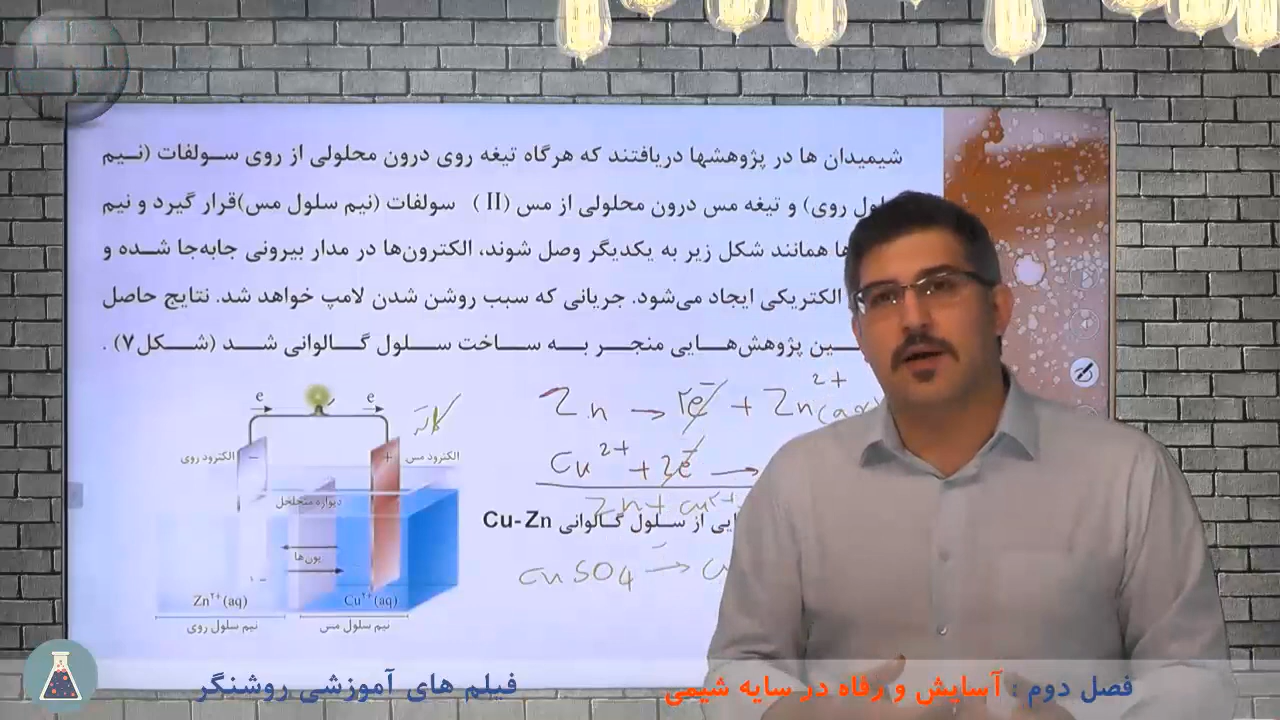 شیمیدان ها در پژوهشها دریافتند که هرگاه تیغه روی درون محلولی از روی سولفات (نیم
روی) و تیغه مس درون محلولی از مس (II) سولفات (نیم سلول مس)قرار گیرد و نیم
همانند شکل زیر به یکدیگر وصل شوند، الکترون‌ها در مدار بیرونی جابه‌جا شده و
الکتریکی ایجاد می‌شود. جریانی که سبب روشن شدن لامپ خواهد شد. نتایج حاصل
پژوهش‌هایی منجر به ساخت سلول گالوانی شد (شکل۷) .
Zn → 2e⁻ + Zn²⁺(aq)
Cu²⁺ + 2e⁻ →
Zn + Cu²⁺
از سلول گالوانی Cu-Zn
CuSO4 →
e e
الکترود روی − + الکترود مس
دیواره متخلخل
یون‌ها
Zn²⁺(aq) Cu²⁺(aq)
نیم سلول روی نیم سلول مس
فصل دوم : آسایش و رفاه در سایه شیمی
فیلم های آموزشی روشنگر